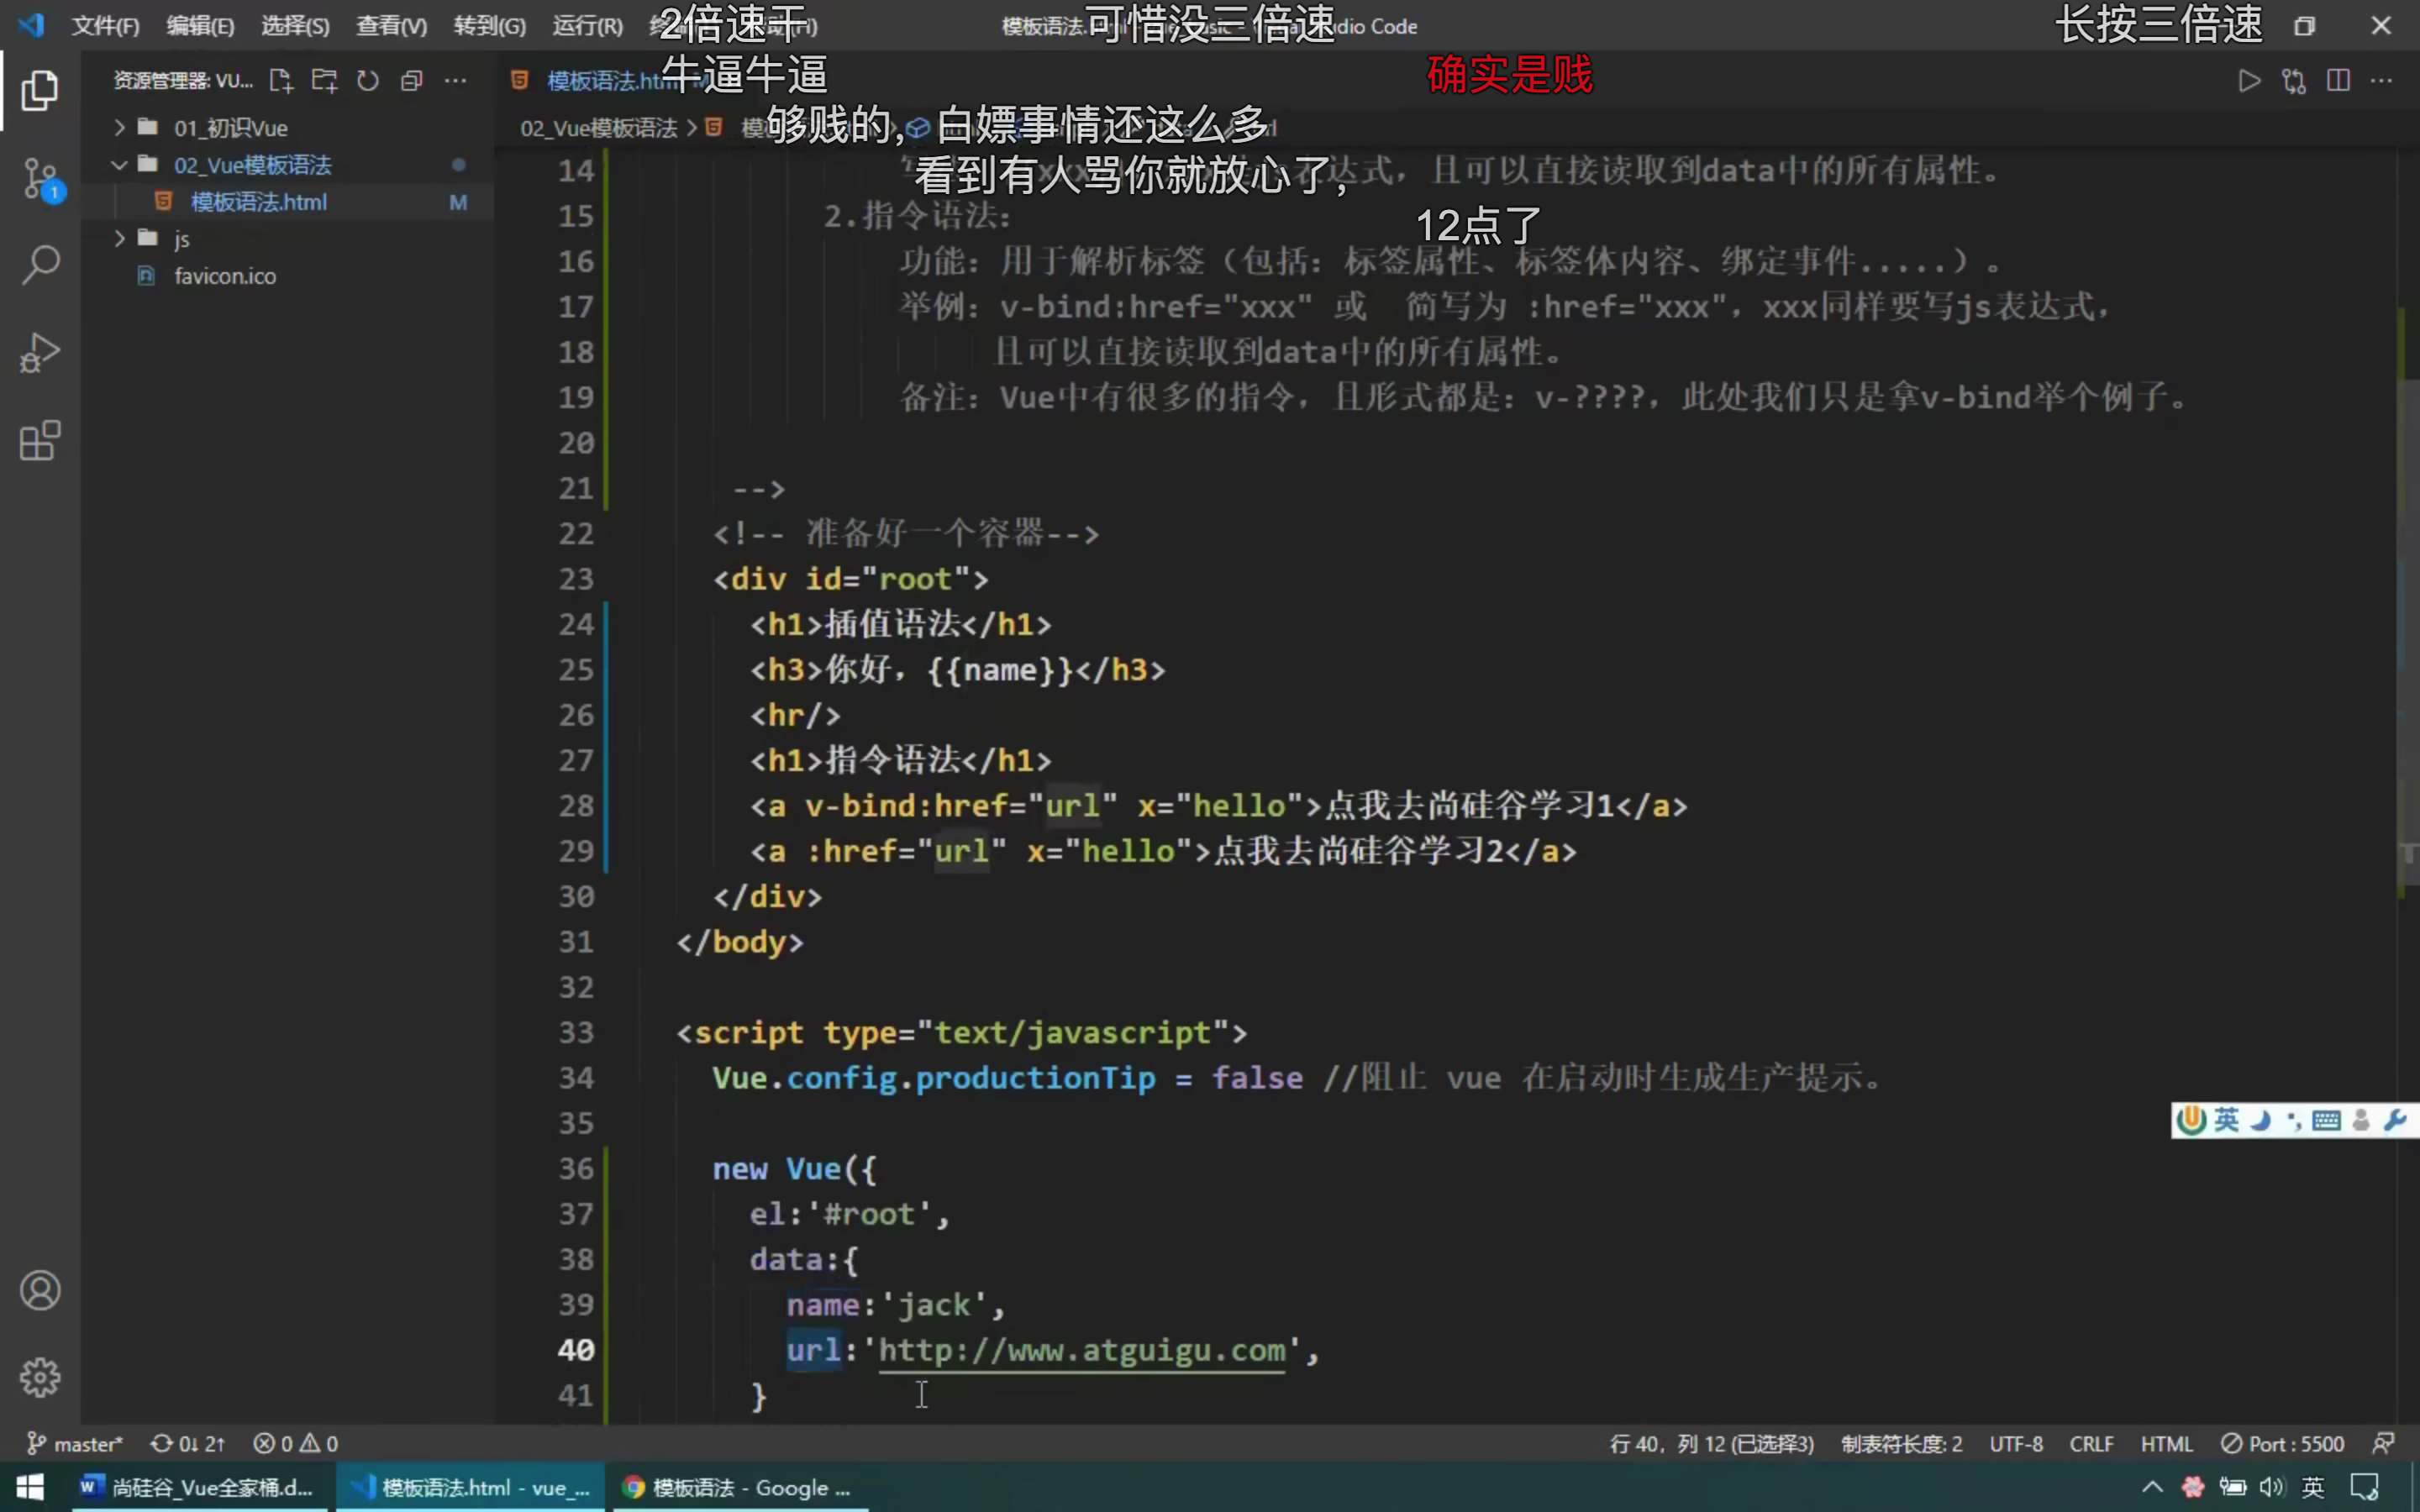 文件(F) 编辑(E) 选择(S) 查看(V) 转到(G) 运行(R)
2倍速干
可惜没三倍速
长按三倍速
牛逼牛逼
确实是贱
够贱的，白嫖事情还这么多
看到有人骂你就放心了，
12点了
资源管理器: VU...
01_初识Vue
02_Vue模板语法
模板语法.html M
js
favicon.ico
1
模板语法.htm
02_Vue模板语法
14 表达式，且可以直接读取到data中的所有属性。
15 2.指令语法：
16 功能：用于解析标签（包括：标签属性、标签体内容、绑定事件.....）。
17 举例：v-bind:href="xxx" 或 简写为 :href="xxx"，xxx同样要写js表达式，
18 且可以直接读取到data中的所有属性。
19 备注：Vue中有很多的指令，且形式都是：v-????，此处我们只是拿v-bind举个例子。
20
21 -->
22 <!-- 准备好一个容器-->
23 <div id="root">
24 <h1>插值语法</h1>
25 <h3>你好，{{name}}</h3>
26 <hr/>
27 <h1>指令语法</h1>
28 <a v-bind:href="url" x="hello">点我去尚硅谷学习1</a>
29 <a :href="url" x="hello">点我去尚硅谷学习2</a>
30 </div>
31 </body>
32
33 <script type="text/javascript">
34 Vue.config.productionTip = false //阻止 vue 在启动时生成生产提示。
35
36 new Vue({
37 el:'#root',
38 data:{
39 name:'jack',
40 url:'http://www.atguigu.com',
41 }
英
master* 0↓ 2↑ 0 0
行 40，列 12 (已选择3) 制表符长度: 2 UTF-8 CRLF HTML Port : 5500
尚硅谷_Vue全家桶.d... 模板语法.html - vue_... 模板语法 - Google ... 英